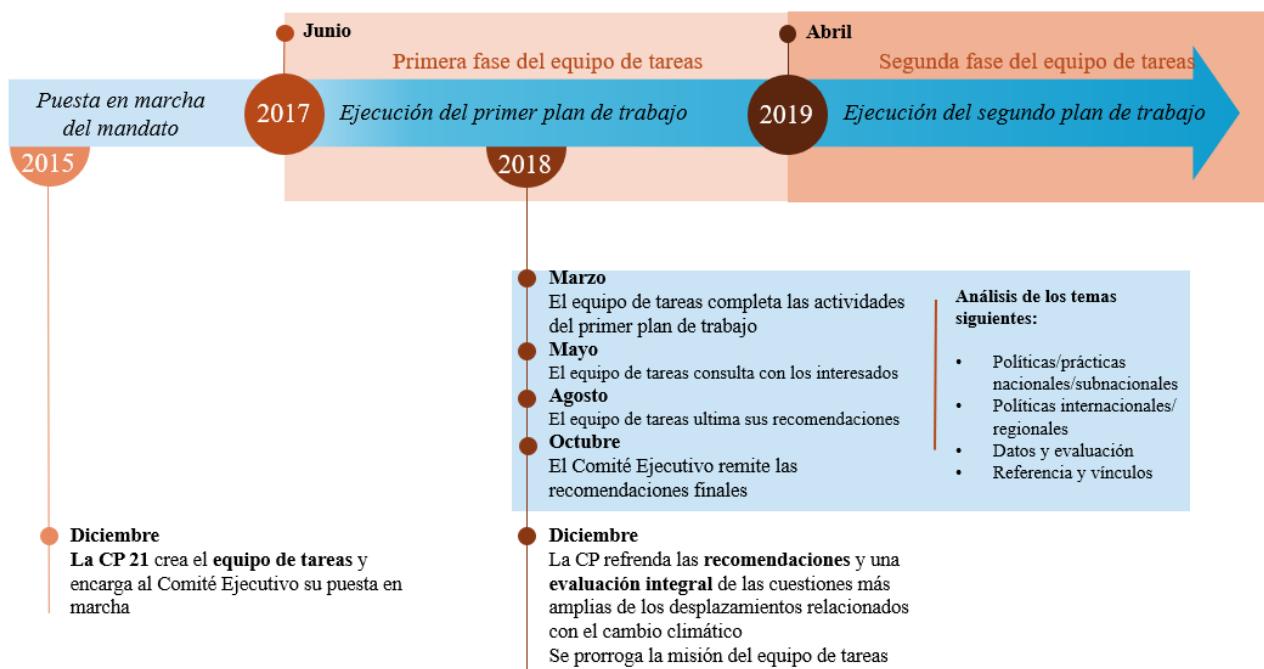 Junio
Abril
Primera fase del equipo de tareas
Segunda fase del equipo de tareas
Puesta en marcha
del mandato
2017
Ejecución del primer plan de trabajo
2019
Ejecución del segundo plan de trabajo
2015
2018
Marzo
El equipo de tareas completa las actividades
del primer plan de trabajo
Mayo
El equipo de tareas consulta con los interesados
Agosto
El equipo de tareas ultima sus recomendaciones
Octubre
El Comité Ejecutivo remite las
recomendaciones finales
Análisis de los temas
siguientes:
• Políticas/prácticas
nacionales/subnacionales
• Políticas internacionales/
regionales
• Datos y evaluación
• Referencia y vínculos
Diciembre
La CP 21 crea el equipo de tareas y
encarga al Comité Ejecutivo su puesta en
marcha
Diciembre
La CP refrenda las recomendaciones y una
evaluación integral de las cuestiones más
amplias de los desplazamientos relacionados
con el cambio climático
Se prorroga la misión del equipo de tareas